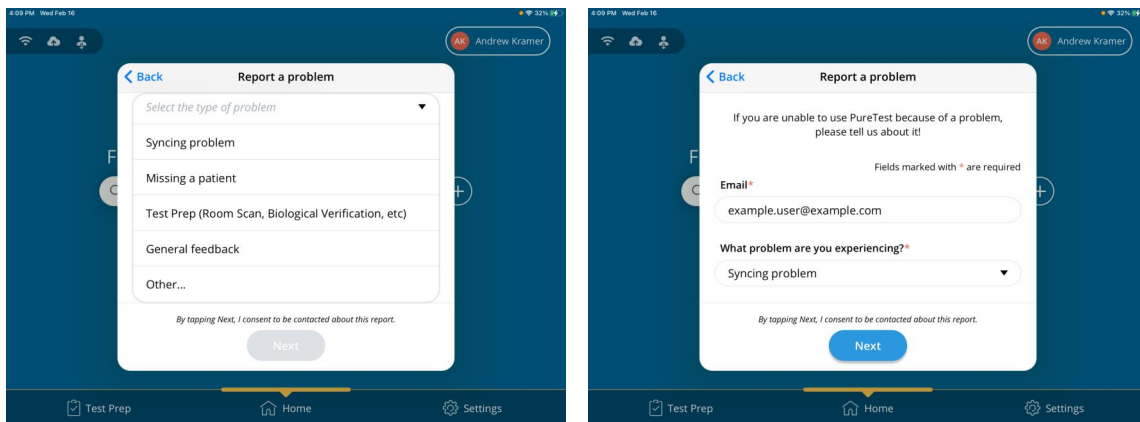 4:09 PM Wed Feb 16
32%
AK Andrew Kramer
Back
Report a problem
Select the type of problem
Syncing problem
Missing a patient
Test Prep (Room Scan, Biological Verification, etc)
General feedback
Other...
By tapping Next, I consent to be contacted about this report.
Next
F
Test Prep
Home
Settings
4:09 PM Wed Feb 16
32%
AK Andrew Kramer
Back
Report a problem
If you are unable to use PureTest because of a problem,
please tell us about it!
Fields marked with * are required
Email*
example.user@example.com
What problem are you experiencing?*
Syncing problem
By tapping Next, I consent to be contacted about this report.
Next
F
Test Prep
Home
Settings